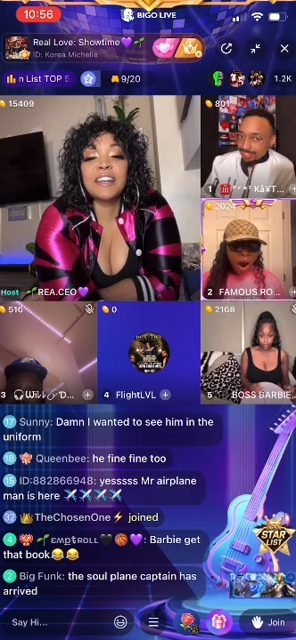 10:56
BIGO LIVE
Real Love: Showtime💜🌱
ID: Korea.Michelle
n List TOP 5
9/20
1.2K
15409
801
1
2024
Host 🌱REA.CEO💜
2 FAMOUS.RO...
516
0
2168
3
4 FlightLVL
5 BOSS BARBIE...
17 Sunny: Damn I wanted to see him in the
uniform
18 Queenbee: he fine fine too
15 ID:882866948: yesssss Mr airplane
man is here ✈️✈️✈️✈️
32 👑TheChosenOne⚡ joined
4 ᴇᴍᴘ$ᴛʀᴏʟʟ🖤🏀💜: Barbie get
that book😂😂
2 Big Funk: the soul plane captain has
arrived
STAR
LIST
Say Hi...
Join